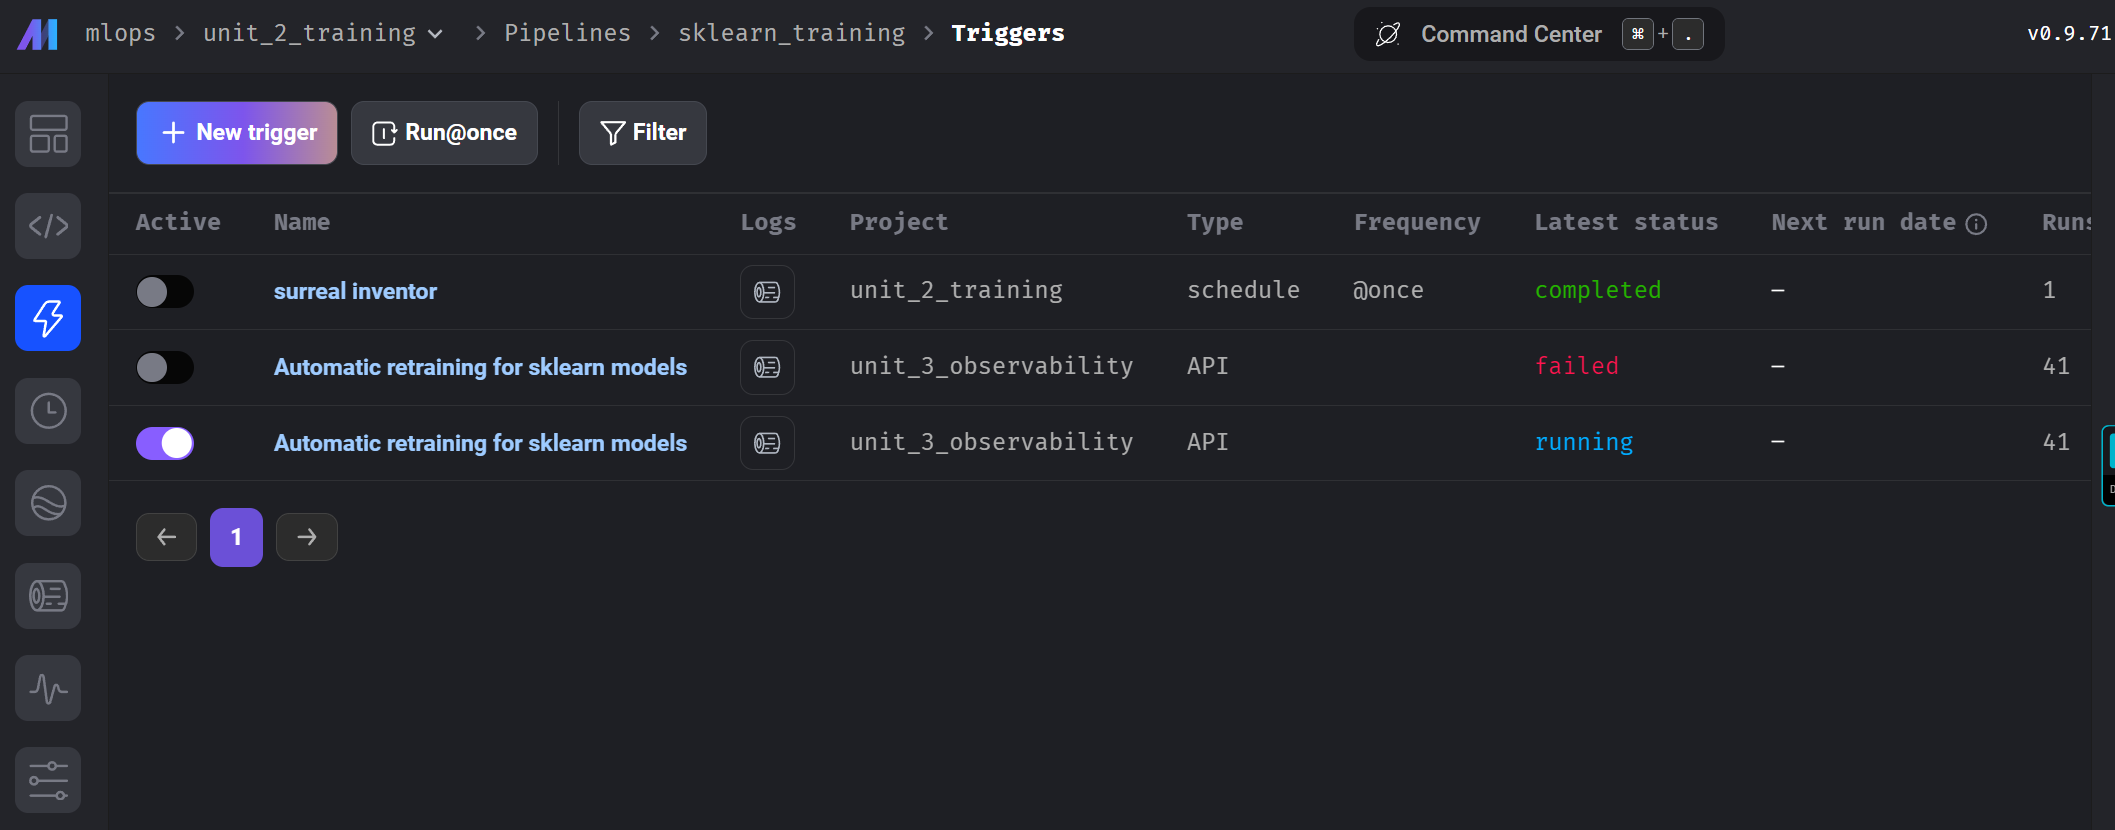 mlops > unit_2_training > Pipelines > sklearn_training > Triggers
Command Center ⌘ + .
v0.9.71
+ New trigger
Run@once
Filter
Active Name Logs Project Type Frequency Latest status Next run date Runs
surreal inventor unit_2_training schedule @once completed — 1
Automatic retraining for sklearn models unit_3_observability API failed — 41
Automatic retraining for sklearn models unit_3_observability API running — 41
← 1 →